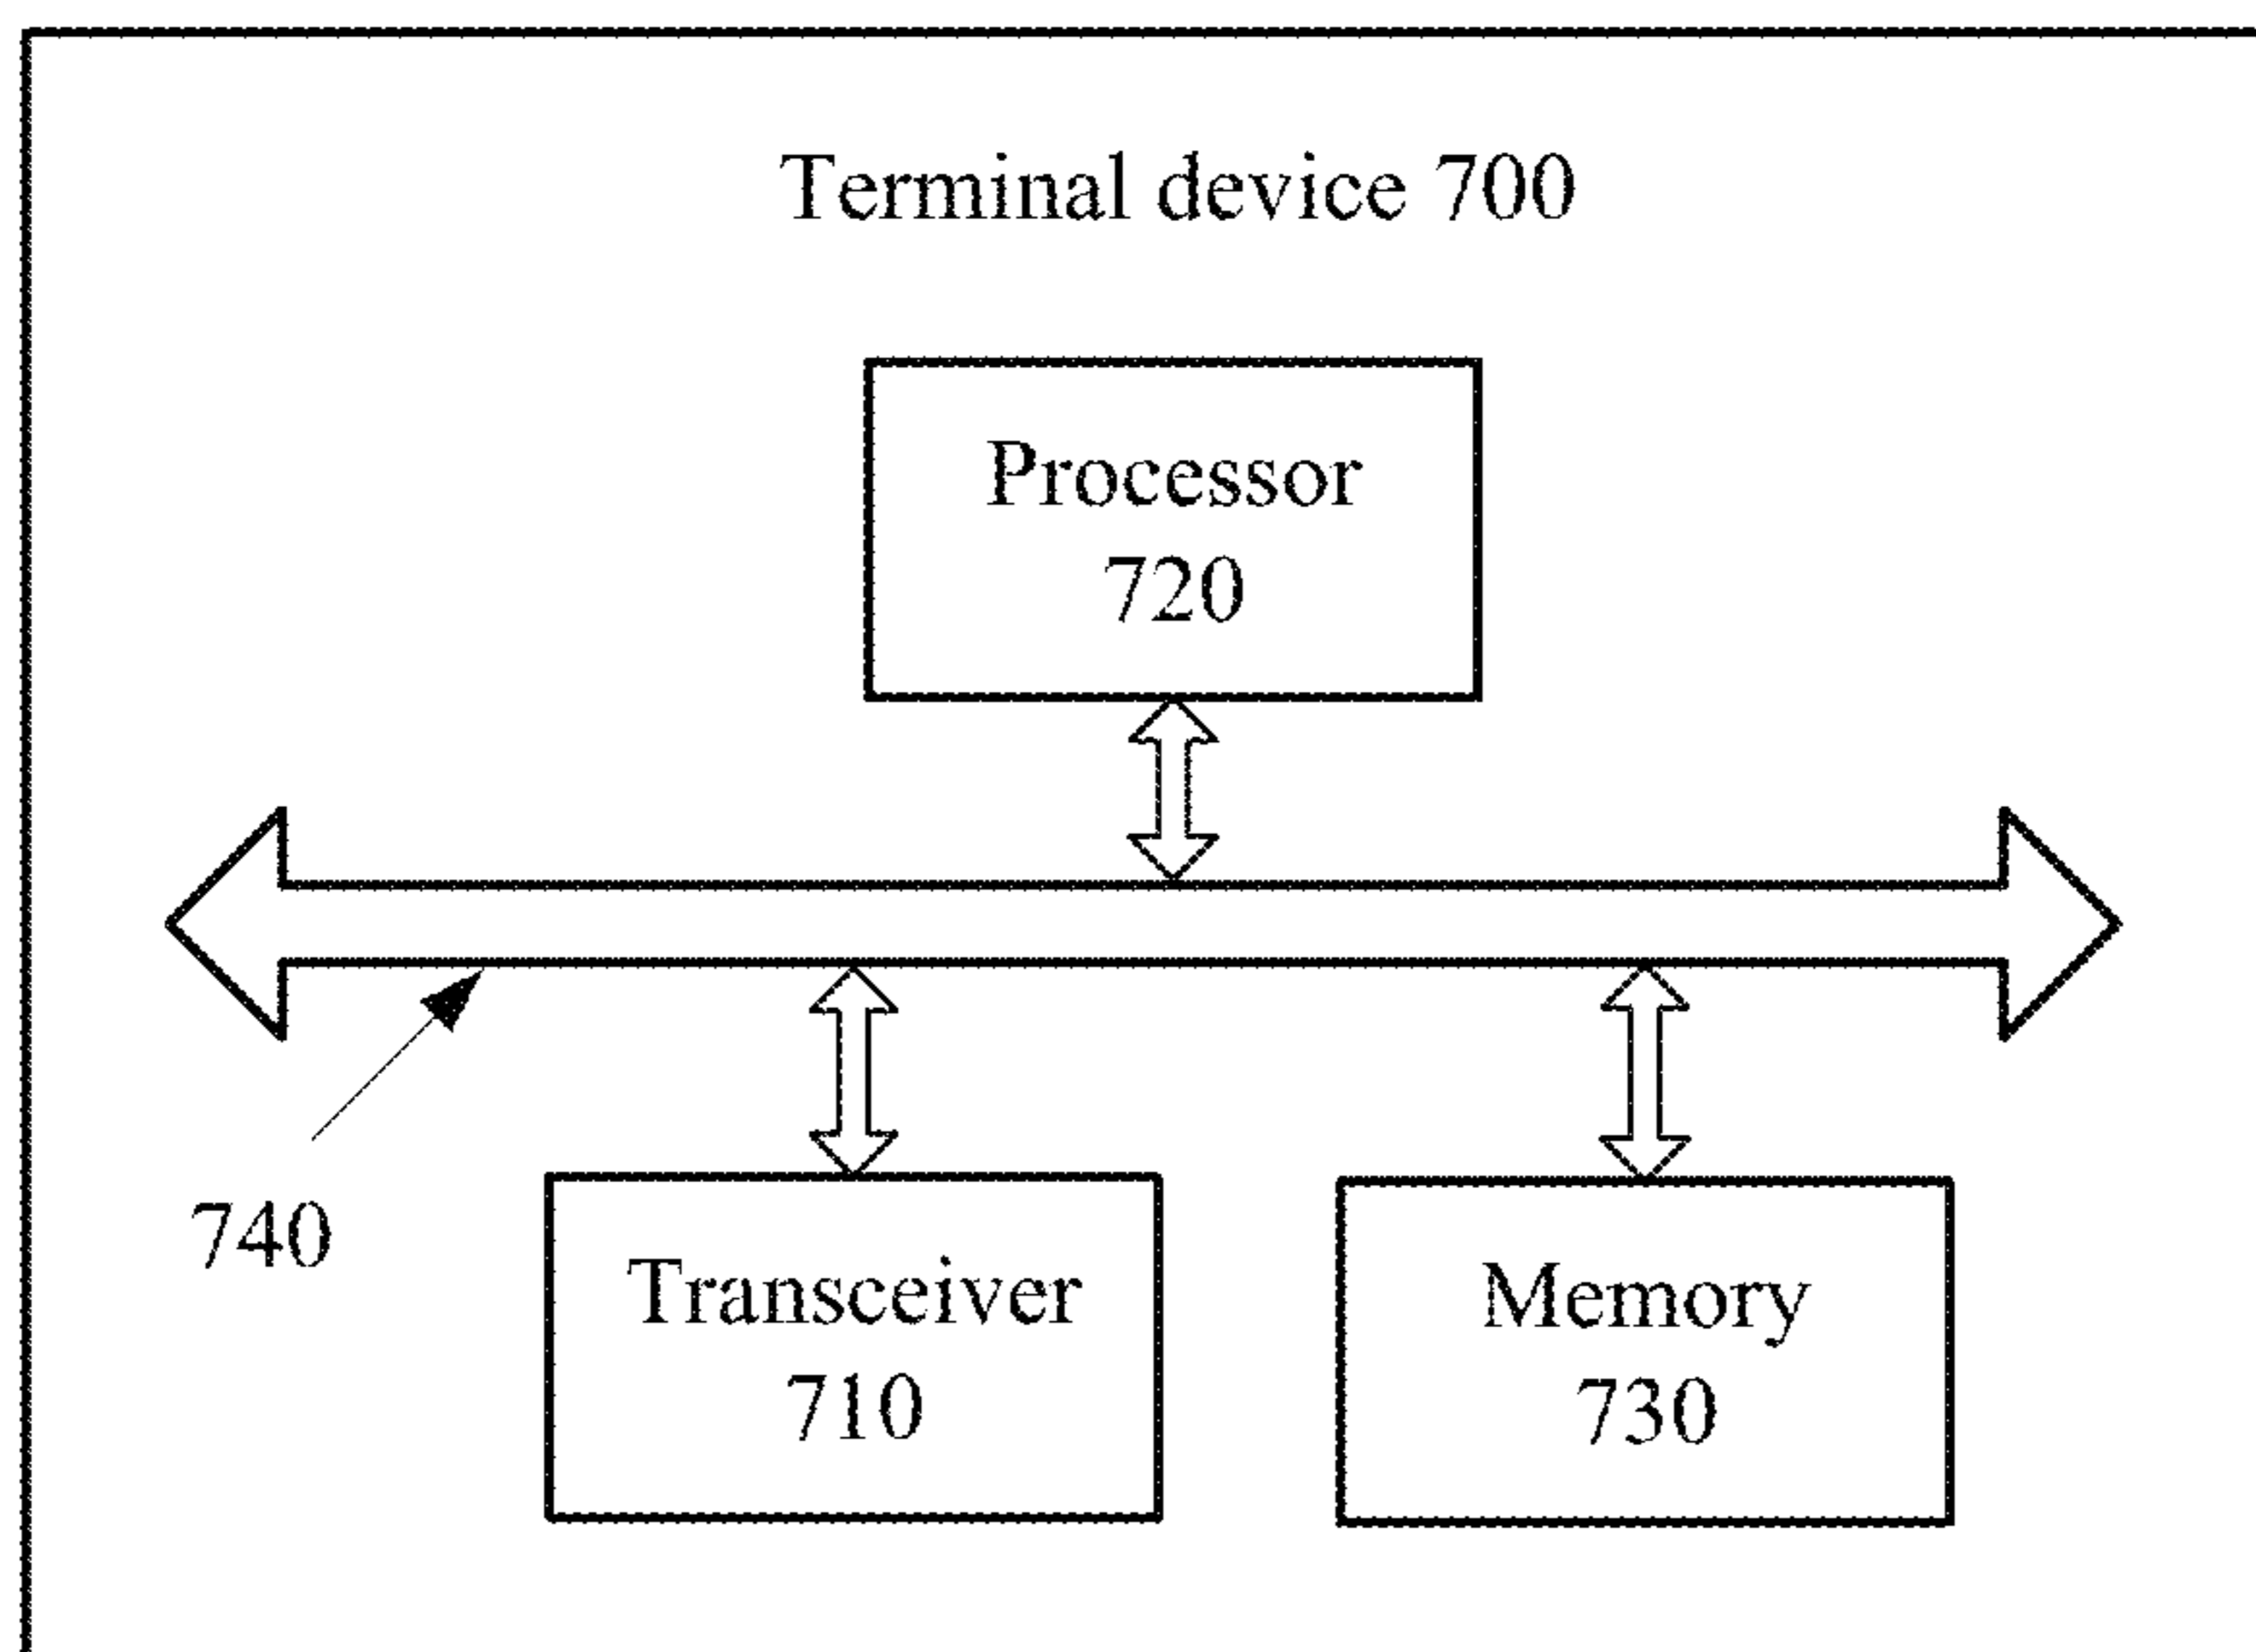 Terminal device 700
Processor
720
740
Transceiver
710
Memory
730